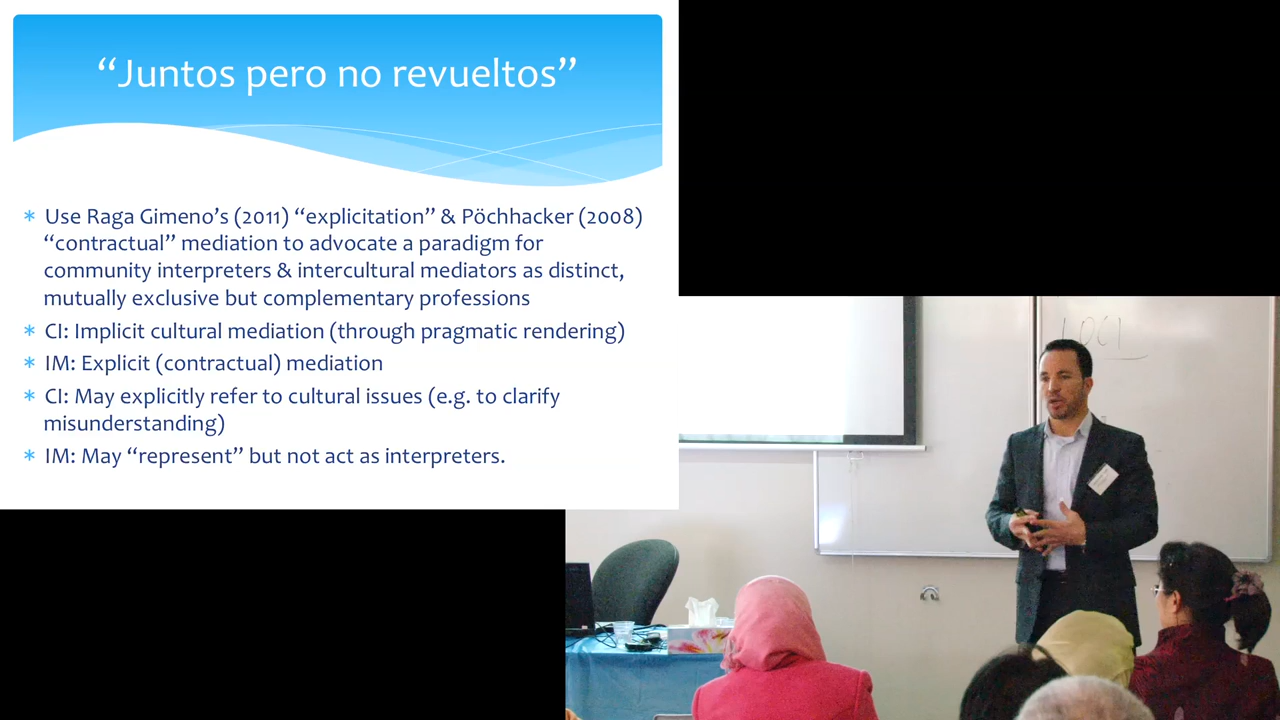 “Juntos pero no revueltos”
* Use Raga Gimeno’s (2011) “explicitation” & Pöchhacker (2008)
“contractual” mediation to advocate a paradigm for
community interpreters & intercultural mediators as distinct,
mutually exclusive but complementary professions
* CI: Implicit cultural mediation (through pragmatic rendering)
* IM: Explicit (contractual) mediation
* CI: May explicitly refer to cultural issues (e.g. to clarify
misunderstanding)
* IM: May “represent” but not act as interpreters.